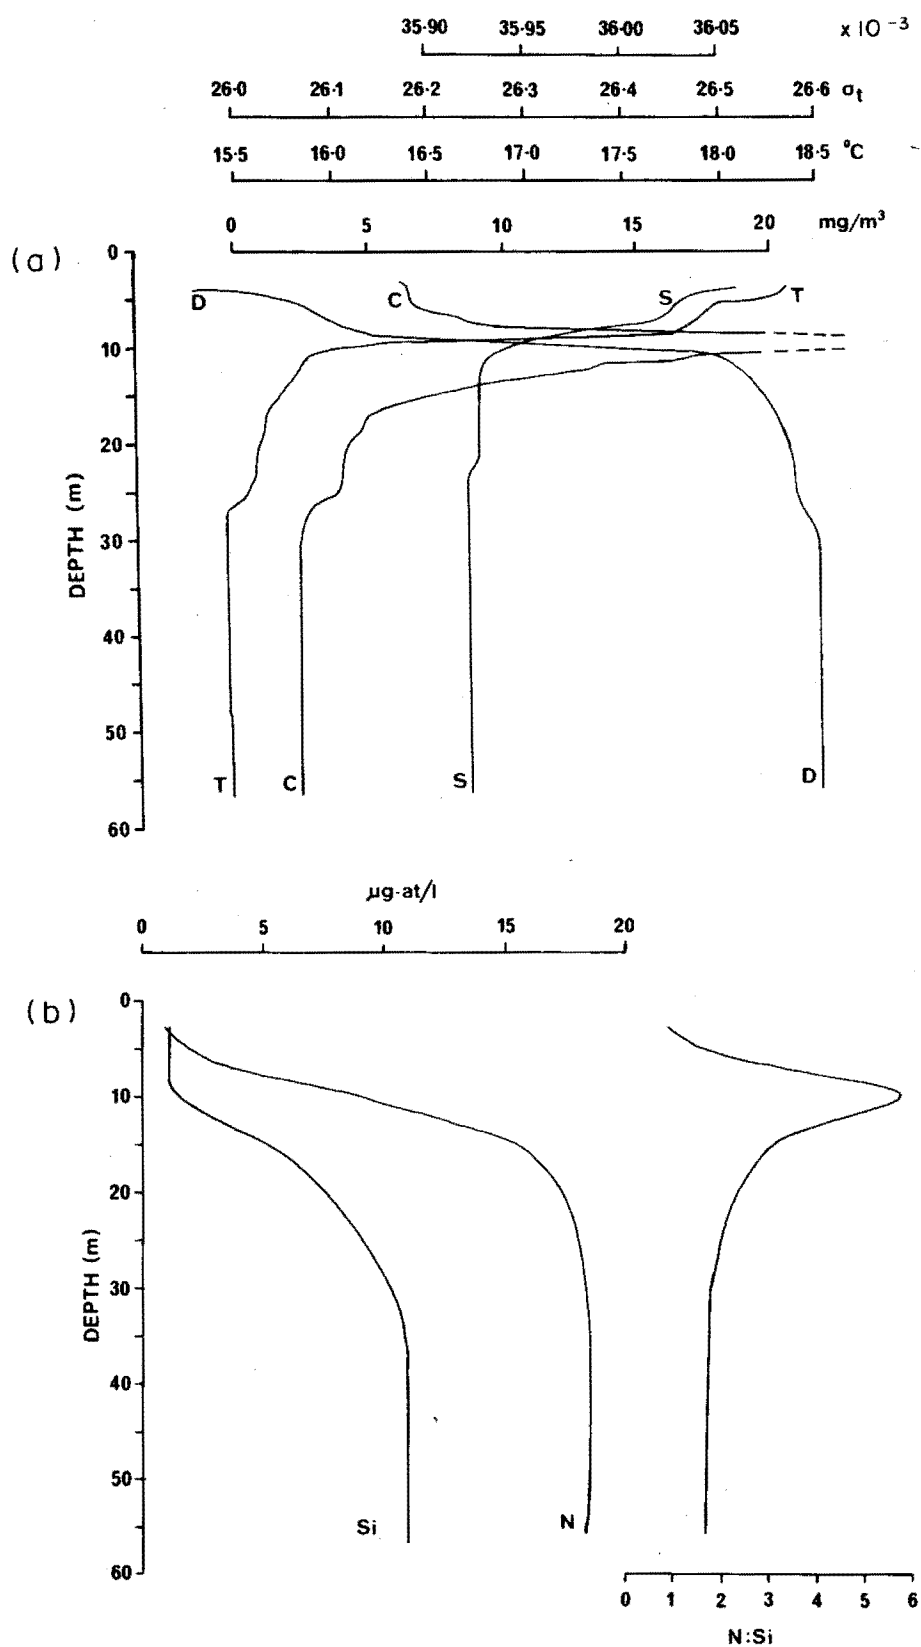 35·90 35·95 36·00 36·05 x 10⁻³
26·0 26·1 26·2 26·3 26·4 26·5 26·6 σt
15·5 16·0 16·5 17·0 17·5 18·0 18·5 °C
0 5 10 15 20 mg/m³
(a)
0
D C S T
10
20
DEPTH (m)
30
40
50
T C S D
60
µg-at/l
0 5 10 15 20
(b)
0
10
20
DEPTH (m)
30
40
50
Si N
60
0 1 2 3 4 5 6
N:Si